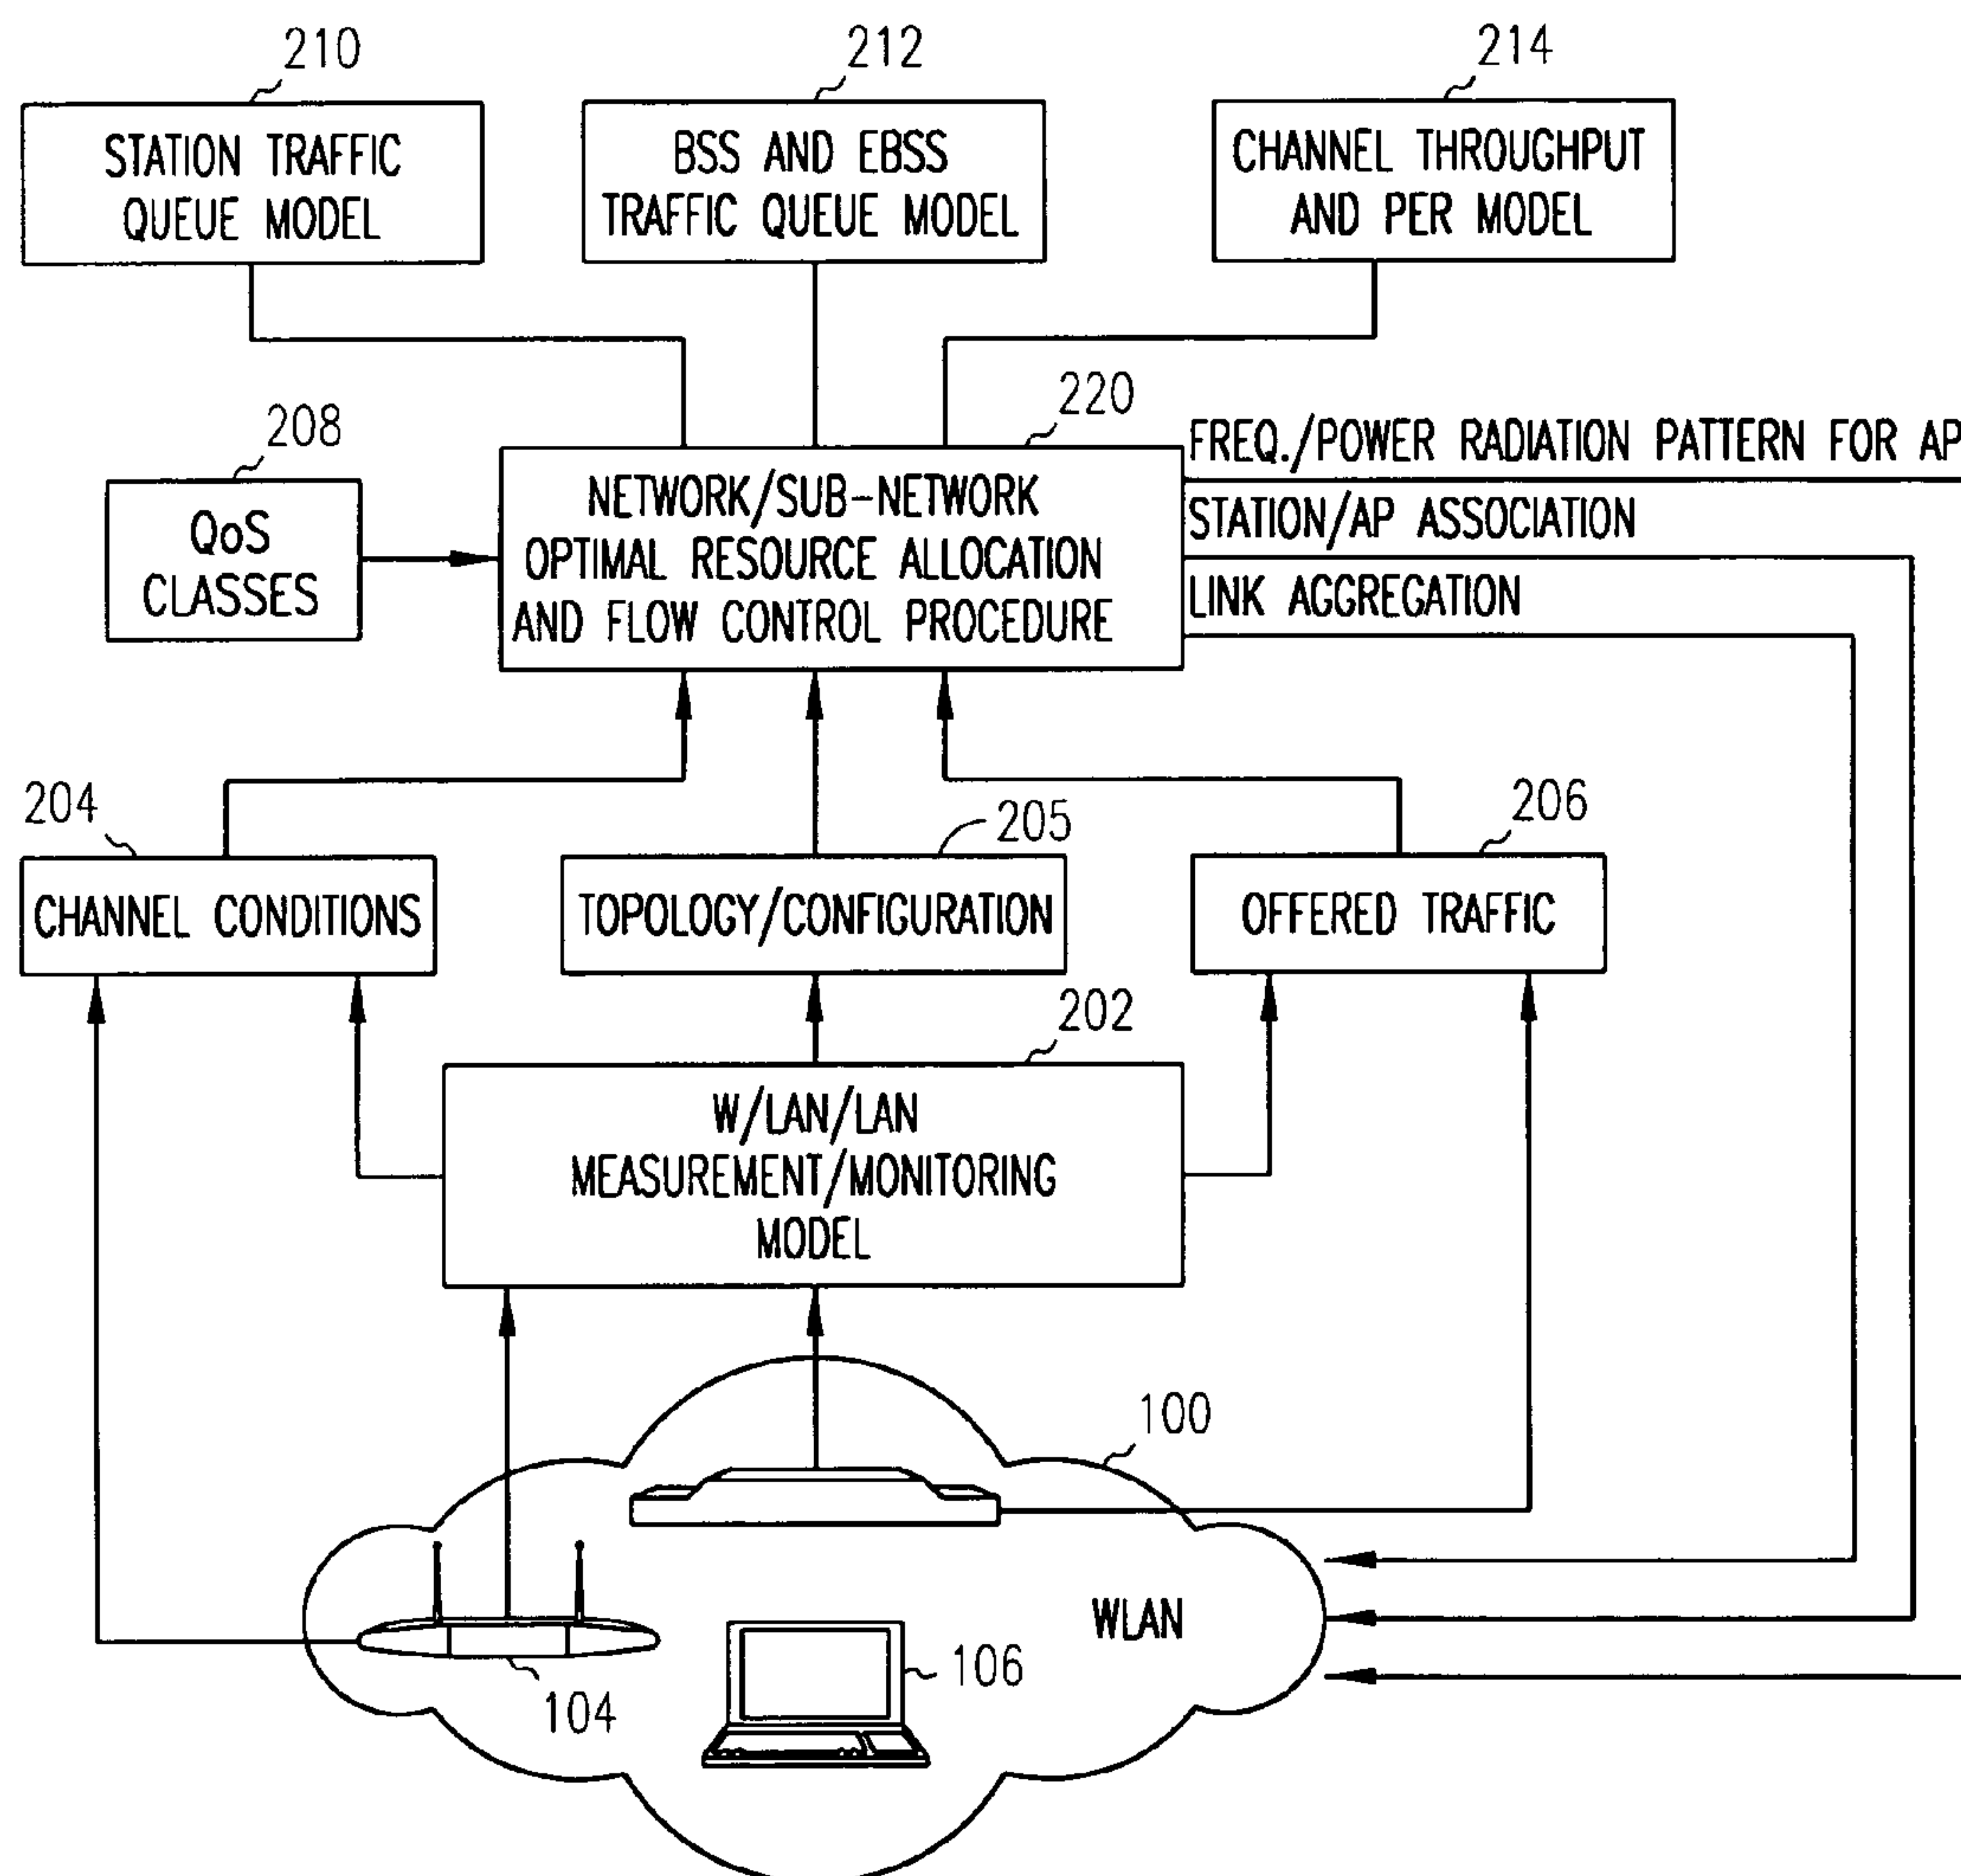 210
212
214
STATION TRAFFIC
QUEUE MODEL
BSS AND EBSS
TRAFFIC QUEUE MODEL
CHANNEL THROUGHPUT
AND PER MODEL
208
220
QoS
CLASSES
NETWORK/SUB-NETWORK
OPTIMAL RESOURCE ALLOCATION
AND FLOW CONTROL PROCEDURE
FREQ./POWER RADIATION PATTERN FOR AP
STATION/AP ASSOCIATION
LINK AGGREGATION
204
205
206
CHANNEL CONDITIONS
TOPOLOGY/CONFIGURATION
OFFERED TRAFFIC
202
W/LAN/LAN
MEASUREMENT/MONITORING
MODEL
100
WLAN
104
106